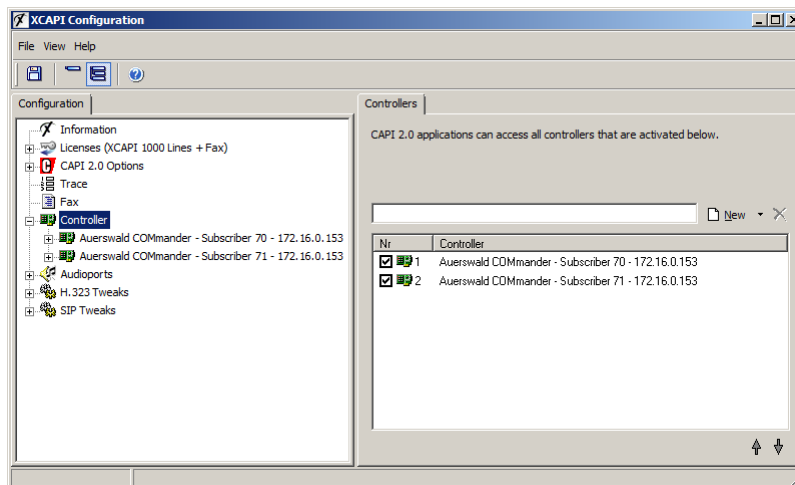 XCAPI Configuration
File View Help
Configuration
Information
Licenses (XCAPI 1000 Lines + Fax)
CAPI 2.0 Options
Trace
Fax
Controller
Auerswald COMmander - Subscriber 70 - 172.16.0.153
Auerswald COMmander - Subscriber 71 - 172.16.0.153
Audioports
H.323 Tweaks
SIP Tweaks
Controllers
CAPI 2.0 applications can access all controllers that are activated below.
New
Nr Controller
1 Auerswald COMmander - Subscriber 70 - 172.16.0.153
2 Auerswald COMmander - Subscriber 71 - 172.16.0.153